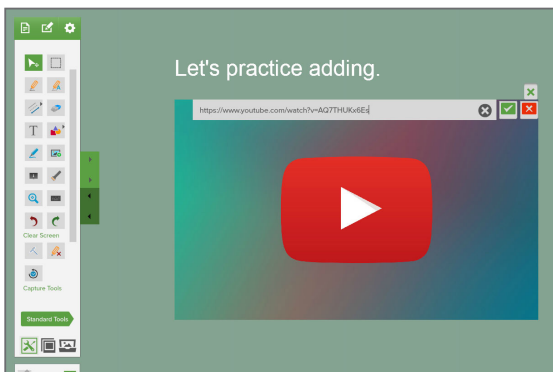 Let's practice adding.
https://www.youtube.com/watch?v=AQ7THUKx6Es
T
Clear Screen
Capture Tools
Standard Tools